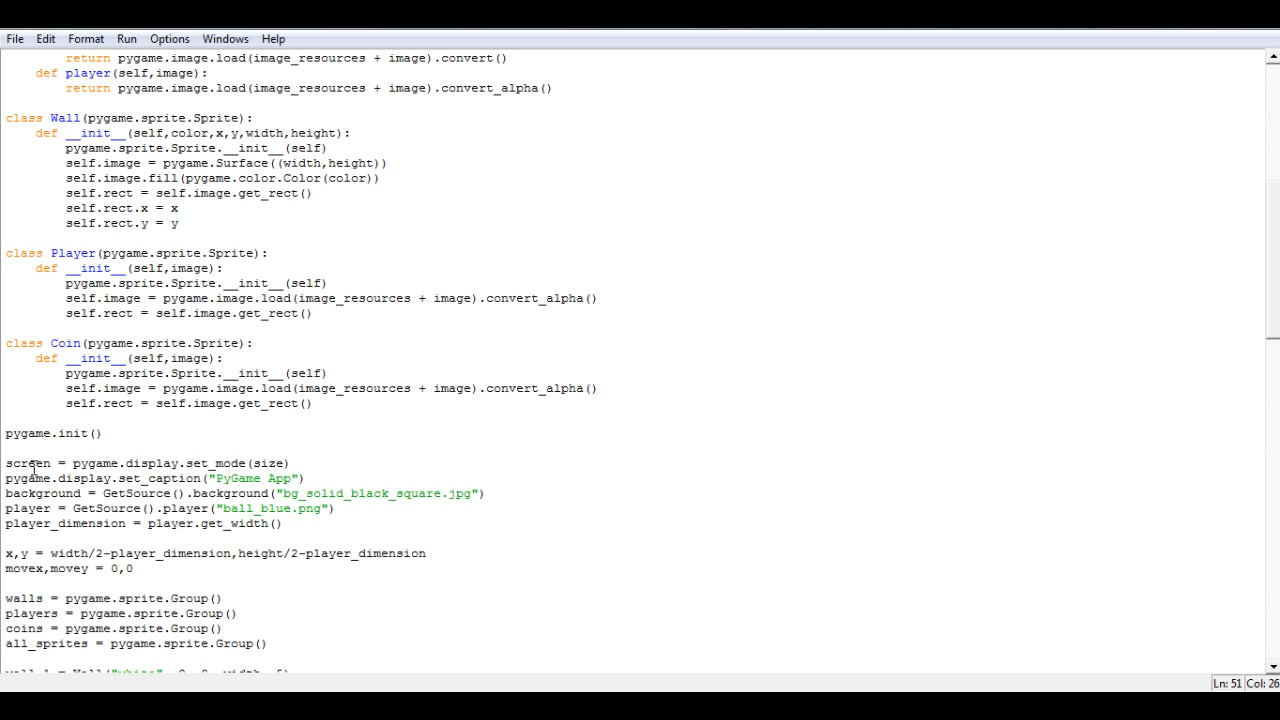 File Edit Format Run Options Windows Help
        return pygame.image.load(image_resources + image).convert()
    def player(self,image):
        return pygame.image.load(image_resources + image).convert_alpha()
class Wall(pygame.sprite.Sprite):
    def __init__(self,color,x,y,width,height):
        pygame.sprite.Sprite.__init__(self)
        self.image = pygame.Surface((width,height))
        self.image.fill(pygame.color.Color(color))
        self.rect = self.image.get_rect()
        self.rect.x = x
        self.rect.y = y
class Player(pygame.sprite.Sprite):
    def __init__(self,image):
        pygame.sprite.Sprite.__init__(self)
        self.image = pygame.image.load(image_resources + image).convert_alpha()
        self.rect = self.image.get_rect()
class Coin(pygame.sprite.Sprite):
    def __init__(self,image):
        pygame.sprite.Sprite.__init__(self)
        self.image = pygame.image.load(image_resources + image).convert_alpha()
        self.rect = self.image.get_rect()
pygame.init()
screen = pygame.display.set_mode(size)
pygame.display.set_caption("PyGame App")
background = GetSource().background("bg_solid_black_square.jpg")
player = GetSource().player("ball_blue.png")
player_dimension = player.get_width()
x,y = width/2-player_dimension,height/2-player_dimension
movex,movey = 0,0
walls = pygame.sprite.Group()
players = pygame.sprite.Group()
coins = pygame.sprite.Group()
all_sprites = pygame.sprite.Group()
Ln: 51 Col: 26